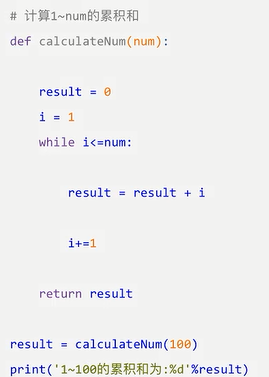 # 计算1~num的累积和
def calculateNum(num):
result = 0
i = 1
while i<=num:
result = result + i
i+=1
return result
result = calculateNum(100)
print('1~100的累积和为:%d'%result)